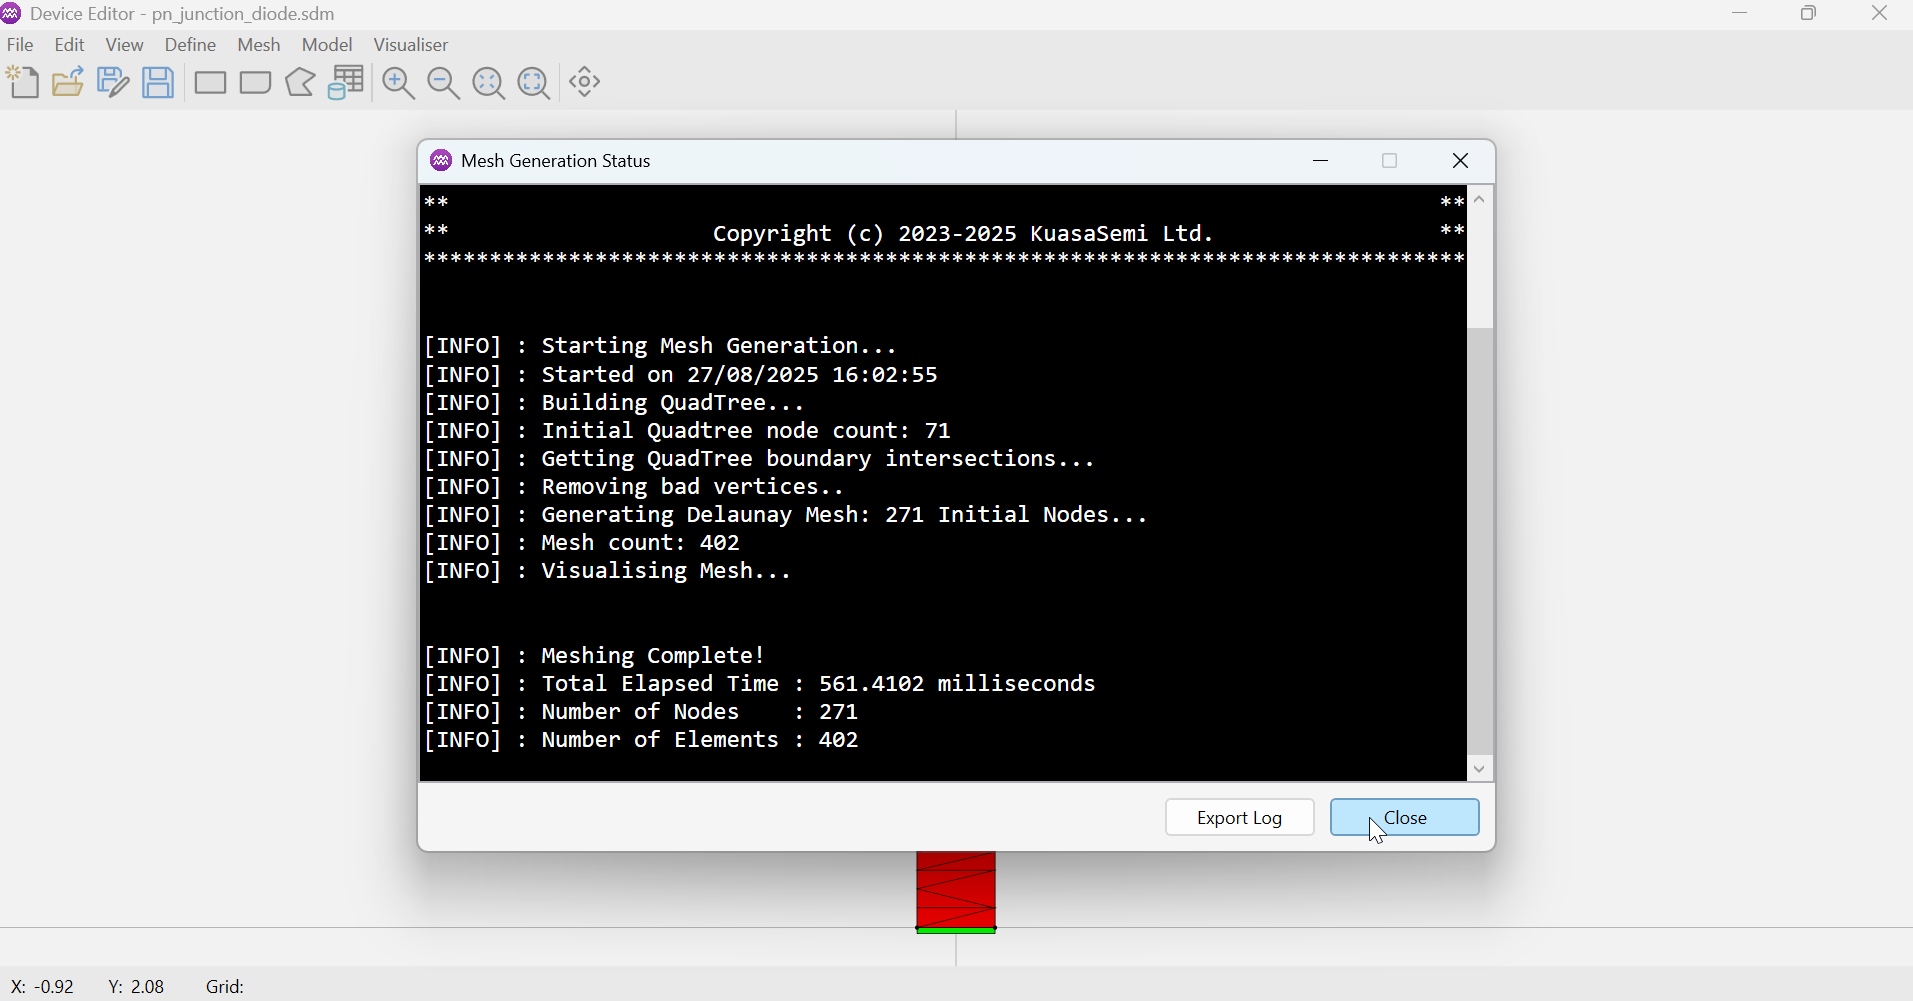 Device Editor - pn_junction_diode.sdm
File Edit View Define Mesh Model Visualiser
Mesh Generation Status
** **
** Copyright (c) 2023-2025 KuasaSemi Ltd. **
*******************************************************************************
[INFO] : Starting Mesh Generation...
[INFO] : Started on 27/08/2025 16:02:55
[INFO] : Building QuadTree...
[INFO] : Initial Quadtree node count: 71
[INFO] : Getting QuadTree boundary intersections...
[INFO] : Removing bad vertices..
[INFO] : Generating Delaunay Mesh: 271 Initial Nodes...
[INFO] : Mesh count: 402
[INFO] : Visualising Mesh...
[INFO] : Meshing Complete!
[INFO] : Total Elapsed Time : 561.4102 milliseconds
[INFO] : Number of Nodes    : 271
[INFO] : Number of Elements : 402
Export Log Close
X: -0.92 Y: 2.08 Grid: